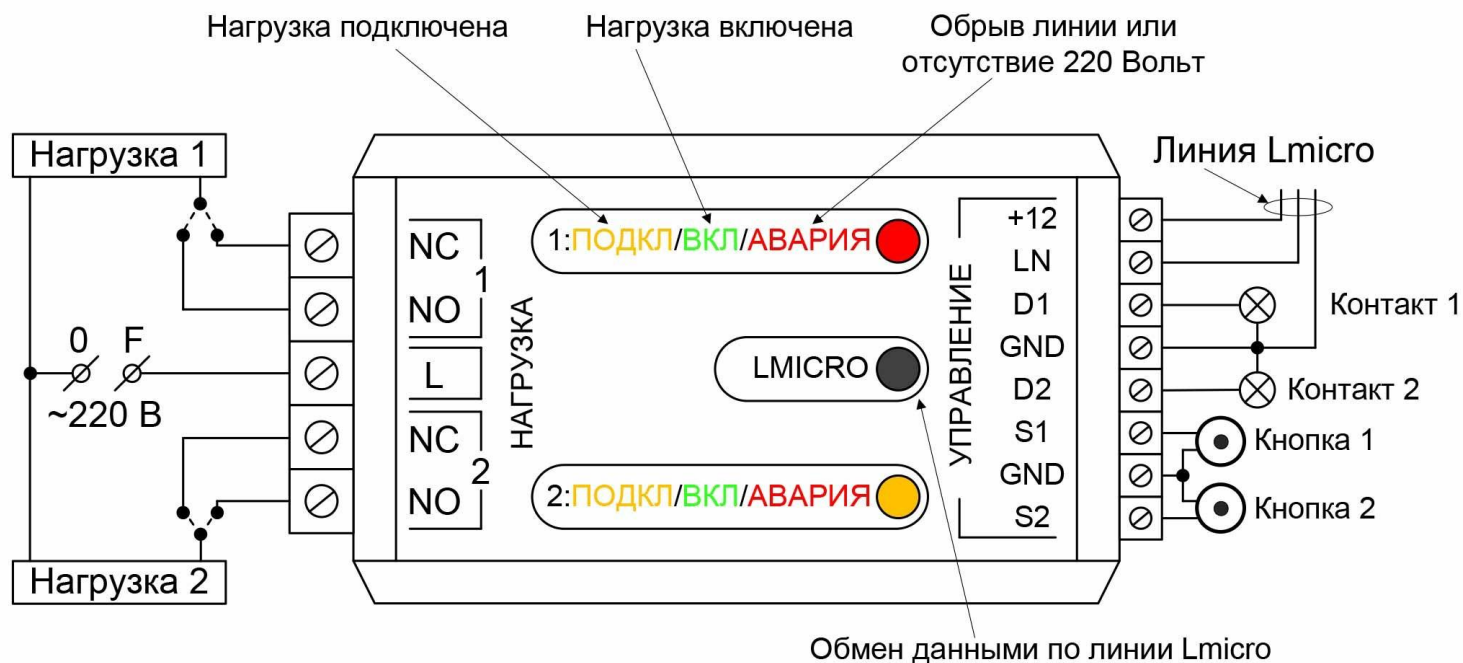 Нагрузка подключена
Нагрузка включена
Обрыв линии или
отсутствие 220 Вольт
Нагрузка 1
Линия Lmicro
NC
NO
1
L
NC
NO
2
НАГРУЗКА
0 F
~220 В
Нагрузка 2
1:ПОДКЛ/ВКЛ/АВАРИЯ
LMICRO
2:ПОДКЛ/ВКЛ/АВАРИЯ
УПРАВЛЕНИЕ
+12
LN
D1
GND
D2
S1
GND
S2
Контакт 1
Контакт 2
Кнопка 1
Кнопка 2
Обмен данными по линии Lmicro